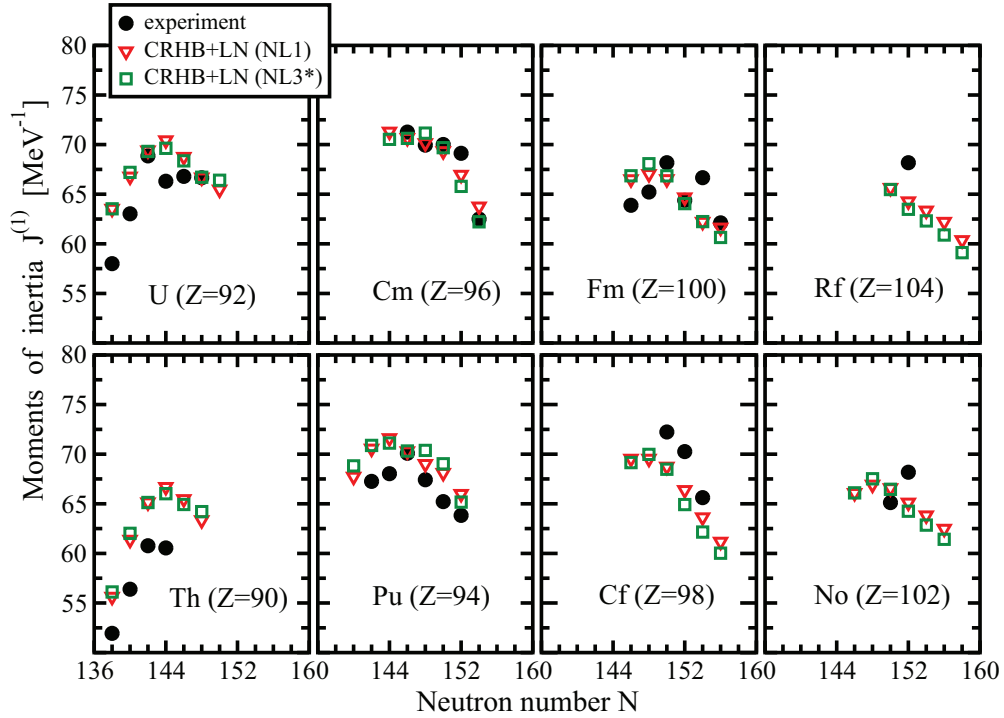 experiment
CRHB+LN (NL1)
CRHB+LN (NL3*)
Moments of inertia J(1) [MeV-1]
80
75
70
65
60
55
U (Z=92)
Cm (Z=96)
Fm (Z=100)
Rf (Z=104)
80
75
70
65
60
55
Th (Z=90)
Pu (Z=94)
Cf (Z=98)
No (Z=102)
136 144 152 160 144 152 160 144 152 160 144 152 160
Neutron number N